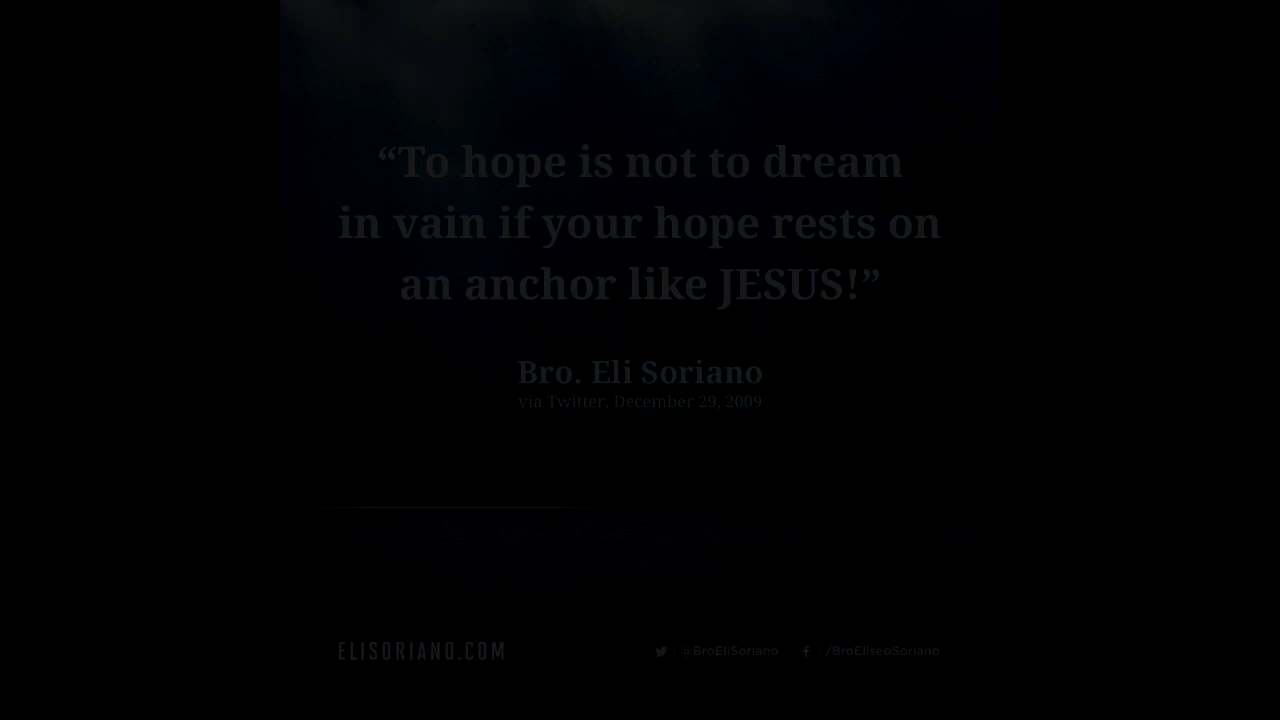 “To hope is not to dream
in vain if your hope rests on
an anchor like JESUS!”
Bro. Eli Soriano
via Twitter, December 29, 2009
ELISORIANO.COM
@BroEliSoriano /BroEliseoSoriano